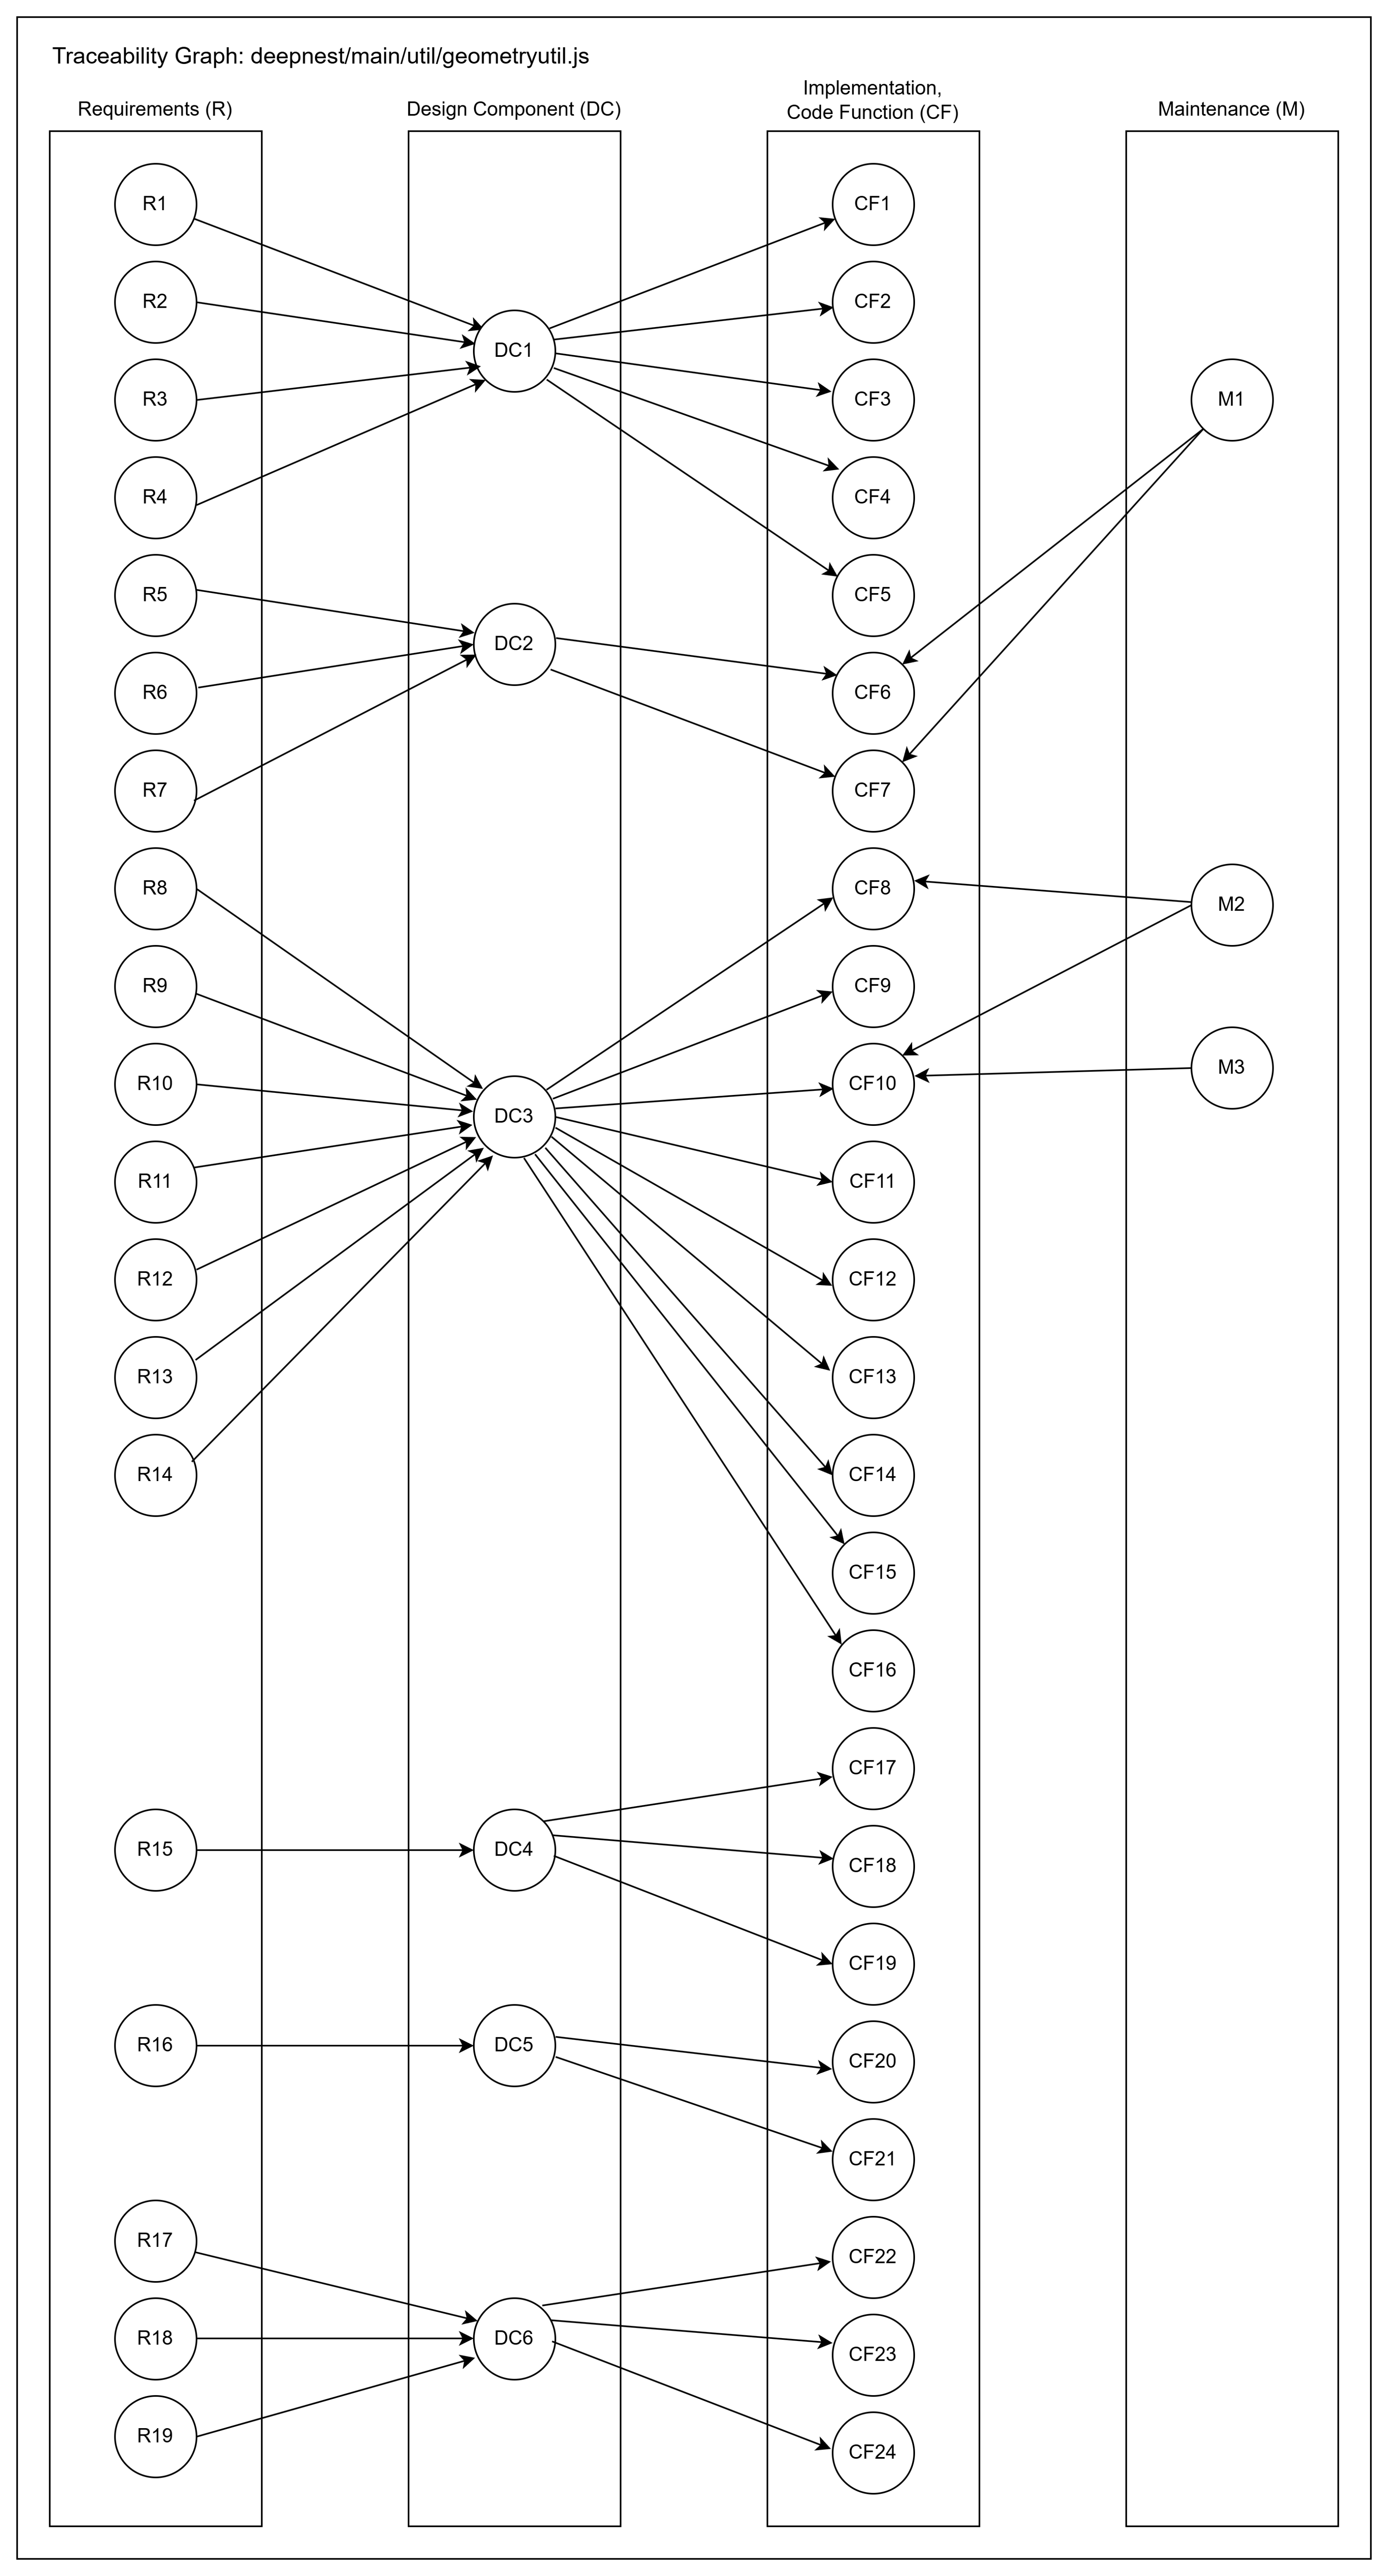 Traceability Graph: deepnest/main/util/geometryutil.js
Requirements (R)
Design Component (DC)
Implementation,
Code Function (CF)
Maintenance (M)
R1
R2
R3
R4
R5
R6
R7
R8
R9
R10
R11
R12
R13
R14
R15
R16
R17
R18
R19
DC1
DC2
DC3
DC4
DC5
DC6
CF1
CF2
CF3
CF4
CF5
CF6
CF7
CF8
CF9
CF10
CF11
CF12
CF13
CF14
CF15
CF16
CF17
CF18
CF19
CF20
CF21
CF22
CF23
CF24
M1
M2
M3